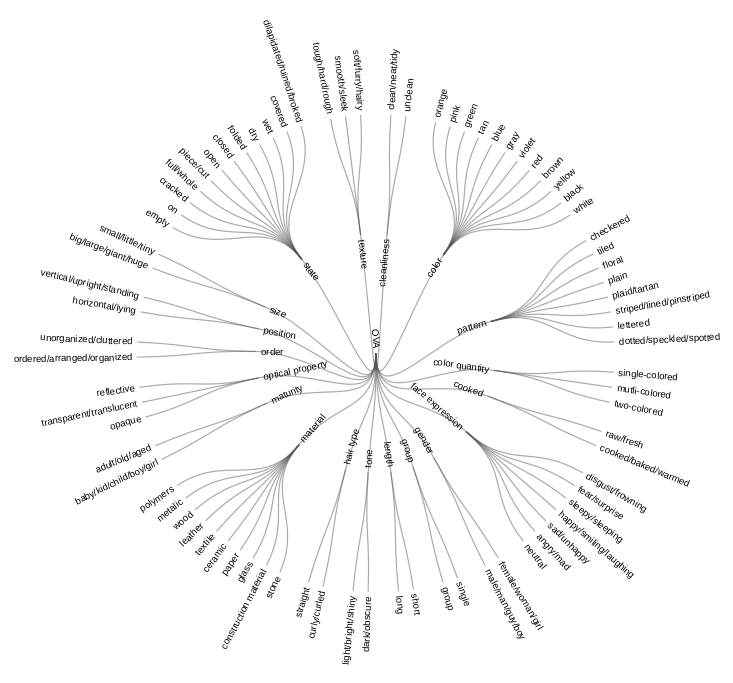 OVA
color
orange
pink
green
tan
blue
gray
violet
red
brown
yellow
black
white
pattern
checkered
tiled
floral
plain
plaid/tartan
striped/lined/pinstriped
lettered
dotted/speckled/spotted
color quantity
single-colored
mutli-colored
two-colored
cooked
raw/fresh
cooked/baked/warmed
face expression
disgust/frowning
fear/surprise
sleepy/sleeping
happy/smiling/laughing
sad/unhappy
angry/mad
neutral
gender
female/woman/girl
male/man/guy/boy
group
single
group
length
short
long
tone
dark/obscure
light/bright/shiny
hair type
curly/curled
straight
material
stone
construction material
glass
paper
ceramic
textile
leather
wood
metalic
polymers
maturity
baby/kid/child/boy/girl
adult/old/aged
optical property
opaque
transparent/translucent
reflective
order
ordered/arranged/organized
unorganized/cluttered
position
horizontal/lying
vertical/upright/standing
size
big/large/giant/huge
small/little/tiny
state
empty
on
cracked
full/whole
piece/cut
open
closed
folded
dry
wet
covered
dilapidated/ruined/broked
texture
tough/hard/rough
smooth/sleek
soft/furry/hairy
cleanliness
clean/neat/tidy
unclean